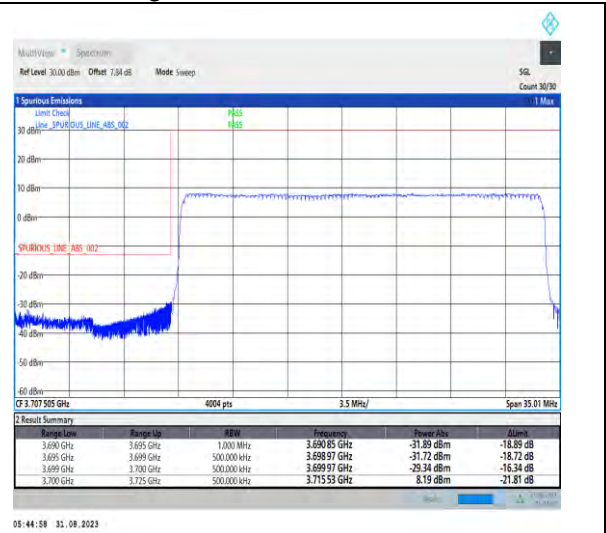 MultiView Spectrum
Ref Level 30.00 dBm Offset 7.84 dB Mode Sweep SGL
Count 30/30
1 Spurious Emissions 1 Max
Limit Check PASS
Line _SPURIOUS_LINE_ABS_002 PASS
30 dBm
20 dBm
10 dBm
0 dBm
_SPURIOUS_LINE_ABS_002
-20 dBm
-30 dBm
-40 dBm
-50 dBm
-60 dBm
CF 3.707 505 GHz 4004 pts 3.5 MHz/ Span 35.01 MHz
2 Result Summary
Range Low Range Up RBW Frequency Power Abs ΔLimit
3.690 GHz 3.695 GHz 1.000 MHz 3.690 85 GHz -31.89 dBm -18.89 dB
3.695 GHz 3.699 GHz 500.000 kHz 3.698 97 GHz -31.72 dBm -18.72 dB
3.699 GHz 3.700 GHz 500.000 kHz 3.699 97 GHz -29.34 dBm -16.34 dB
3.700 GHz 3.725 GHz 500.000 kHz 3.715 53 GHz 8.19 dBm -21.81 dB
05:44:58 31.08.2023